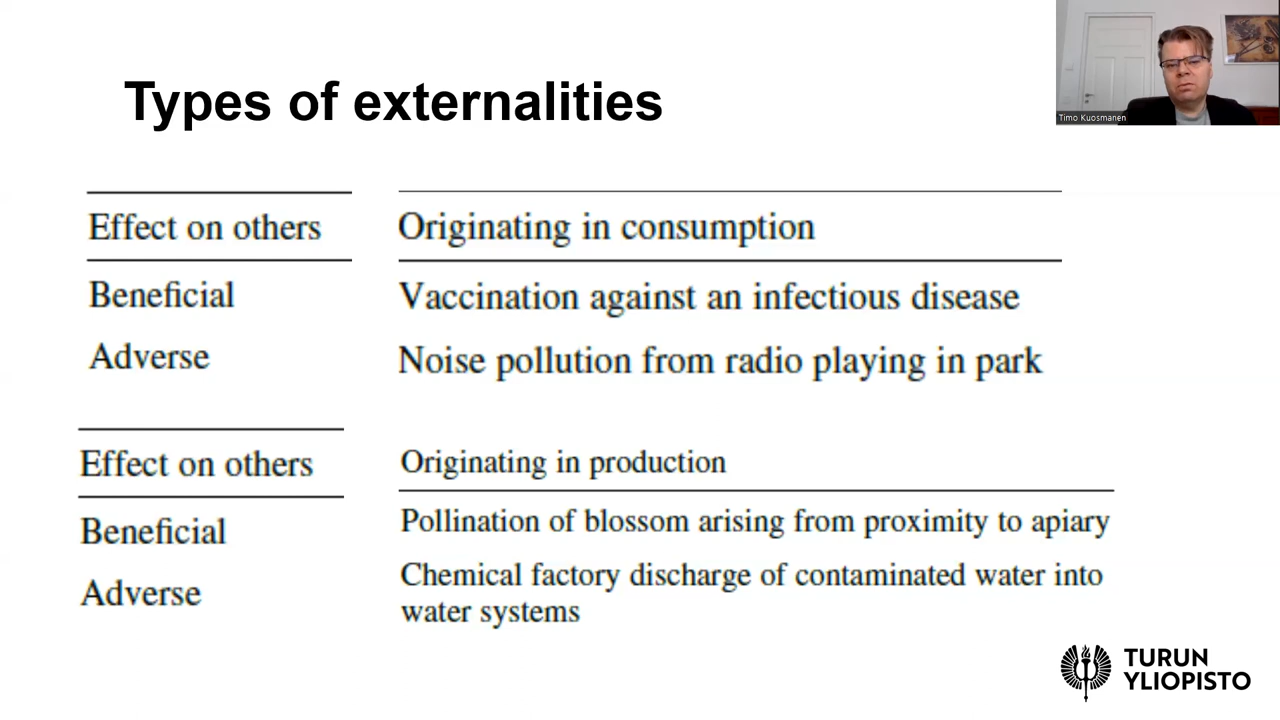 Types of externalities
Timo Kuosmanen
Effect on others
Originating in consumption
Beneficial
Vaccination against an infectious disease
Adverse
Noise pollution from radio playing in park
Effect on others
Originating in production
Beneficial
Pollination of blossom arising from proximity to apiary
Adverse
Chemical factory discharge of contaminated water into
water systems
TURUN
YLIOPISTO